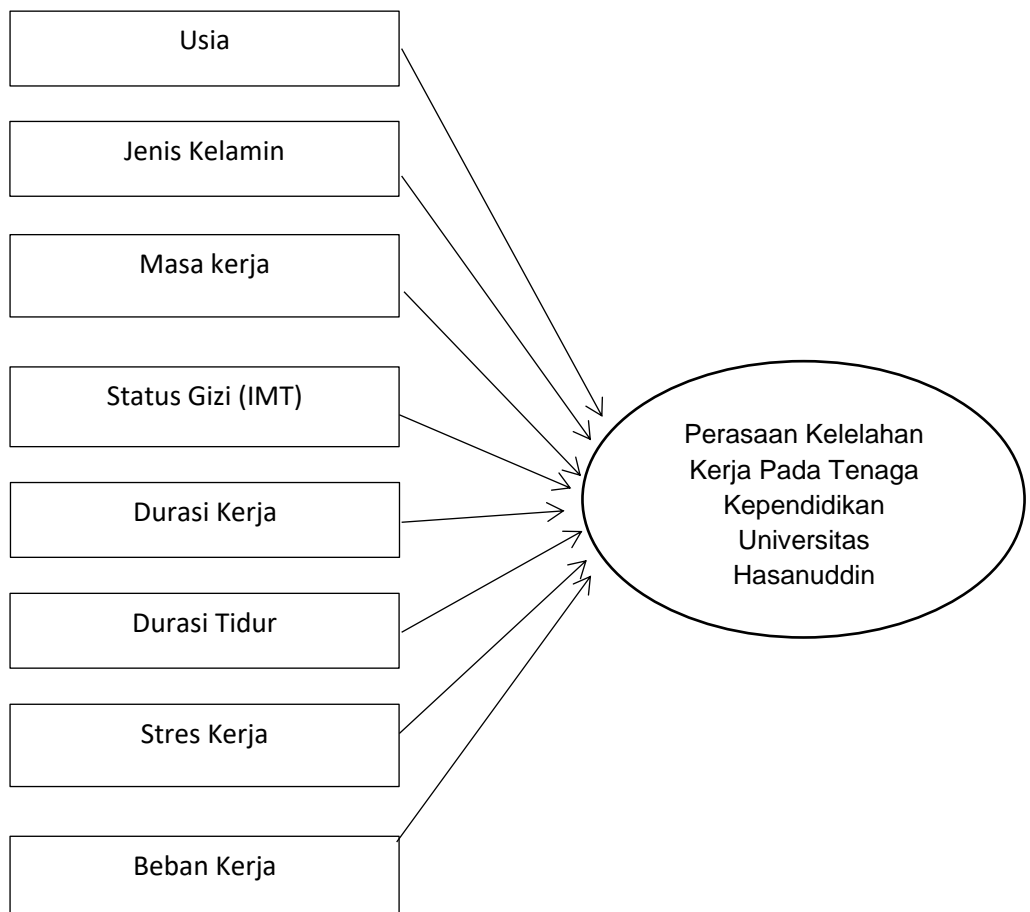 Usia
Jenis Kelamin
Masa kerja
Status Gizi (IMT)
Durasi Kerja
Durasi Tidur
Stres Kerja
Beban Kerja
Perasaan Kelelahan
Kerja Pada Tenaga
Kependidikan
Universitas
Hasanuddin